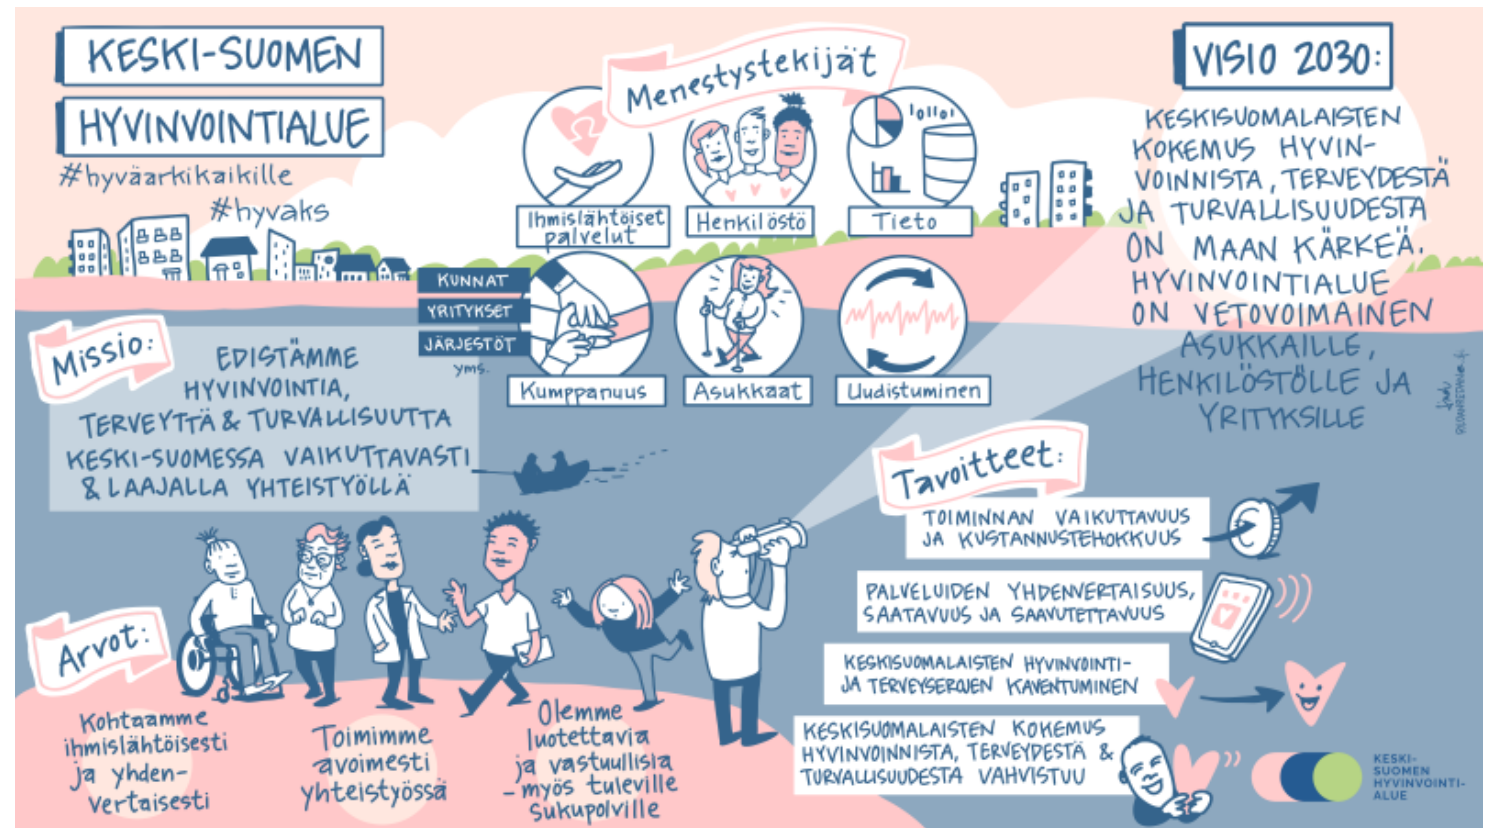 KESKI-SUOMEN
HYVINVOINTIALUE
#hyväarkikaikille
#hyvaks
Menestystekijät
Ihmislähtöiset
palvelut
Henkilöstö
Tieto
KUNNAT
YRITYKSET
JÄRJESTÖT
yms.
Kumppanuus
Asukkaat
Uudistuminen
VISIO 2030:
KESKISUOMALAISTEN
KOKEMUS HYVIN-
VOINNISTA, TERVEYDESTÄ
JA TURVALLISUUDESTA
ON MAAN KÄRKEÄ.
HYVINVOINTIALUE
ON VETOVOIMAINEN
ASUKKAILLE,
HENKILÖSTÖLLE JA
YRITYKSILLE
Missio:
EDISTÄMME
HYVINVOINTIA,
TERVEYTTÄ & TURVALLISUUTTA
KESKI-SUOMESSA VAIKUTTAVASTI
& LAAJALLA YHTEISTYÖLLÄ
Tavoitteet:
TOIMINNAN VAIKUTTAVUUS
JA KUSTANNUSTEHOKKUUS
€
PALVELUIDEN YHDENVERTAISUUS,
SAATAVUUS JA SAAVUTETTAVUUS
KESKISUOMALAISTEN HYVINVOINTI-
JA TERVEYSEROJEN KAVENTUMINEN
KESKISUOMALAISTEN KOKEMUS
HYVINVOINNISTA, TERVEYDESTÄ &
TURVALLISUUDESTA VAHVISTUU
Arvot:
Kohtaamme
ihmislähtöisesti
ja yhden-
vertaisesti
Toimimme
avoimesti
yhteistyössä
Olemme
luotettavia
ja vastuullisia
- myös tuleville
sukupolville
KESKI-
SUOMEN
HYVINVOINTI-
ALUE